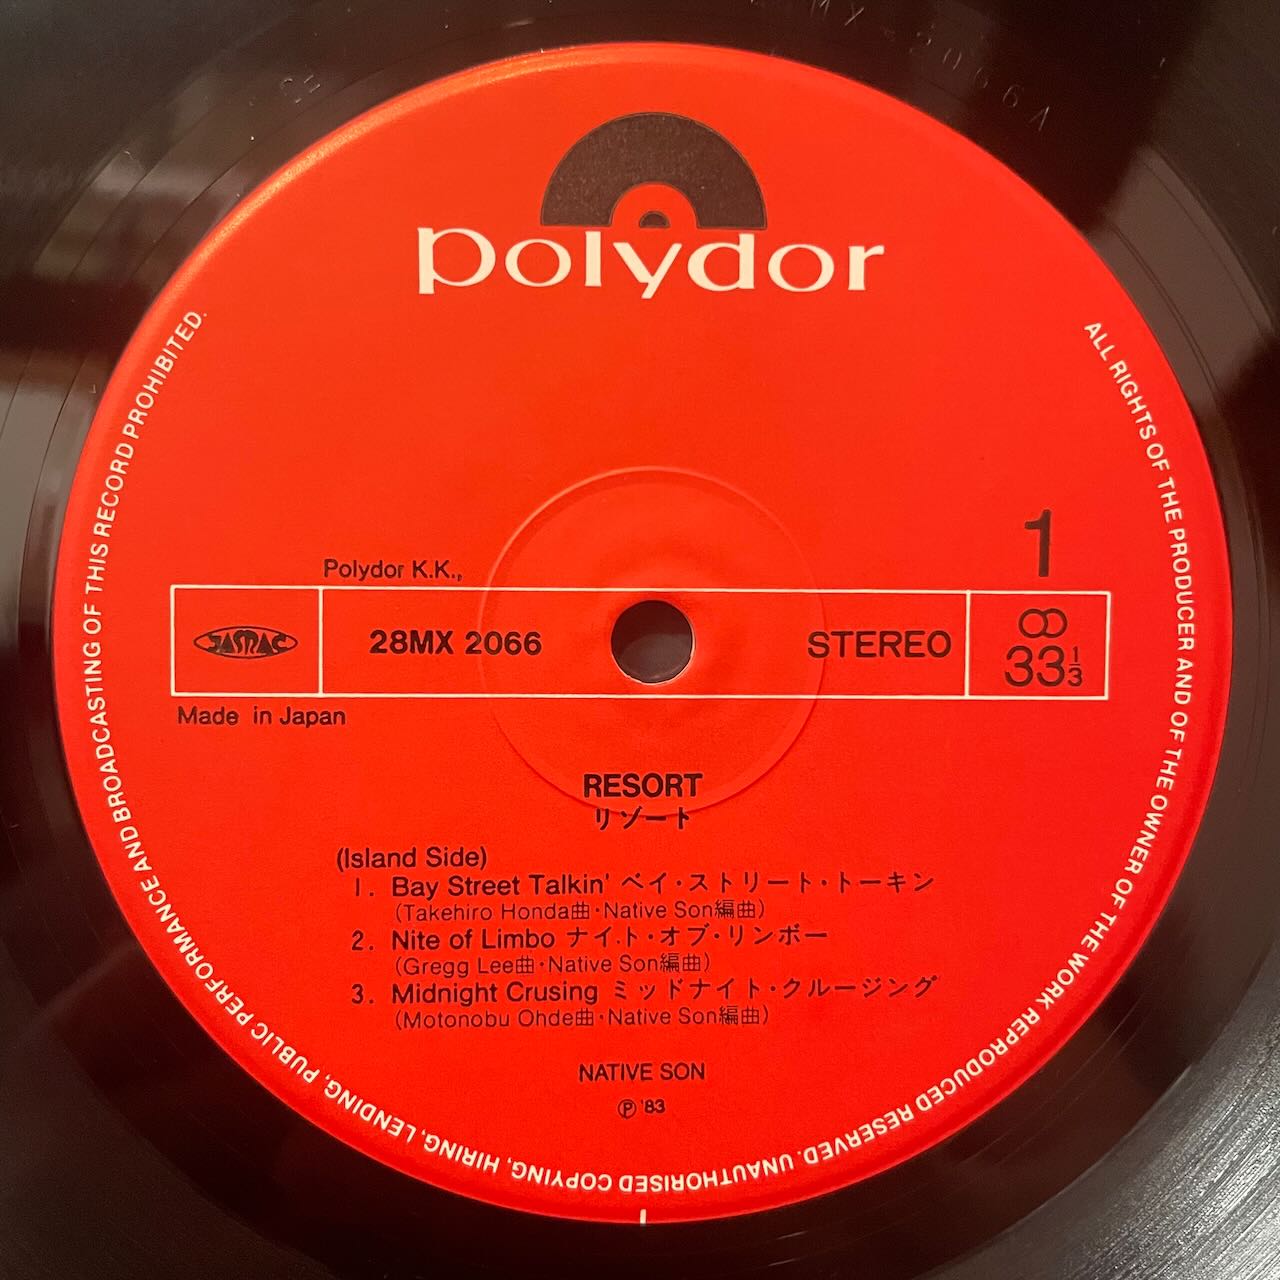 MX-2066A
polydor
ALL RIGHTS OF THE PRODUCER AND OF THE OWNER OF THE WORK REPRODUCED RESERVED. UNAUTHORISED COPYING, HIRING, LENDING, PUBLIC PERFORMANCE AND BROADCASTING OF THIS RECORD PROHIBITED.
1
Polydor K.K.,
JASRAC 28MX 2066 STEREO 33 1/3
Made in Japan
RESORT
リゾート
(Island Side)
1. Bay Street Talkin' ベイ・ストリート・トーキン
(Takehiro Honda曲・Native Son編曲)
2. Nite of Limbo ナイト・オブ・リンボー
(Gregg Lee曲・Native Son編曲)
3. Midnight Crusing ミッドナイト・クルージング
(Motonobu Ohde曲・Native Son編曲)
NATIVE SON
Ⓟ '83